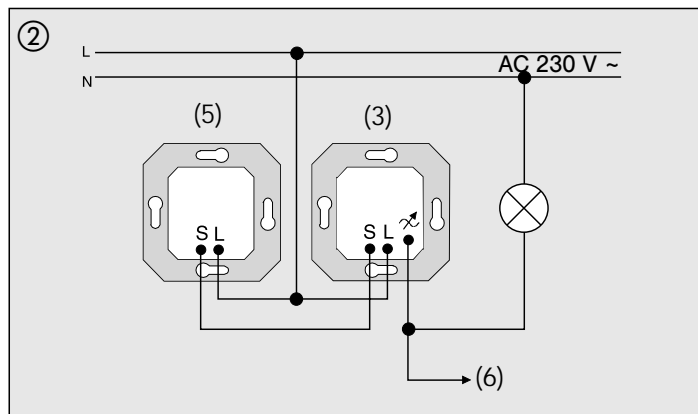 ②
L
N
AC 230 V ~
(5)
(3)
S L
S L
(6)